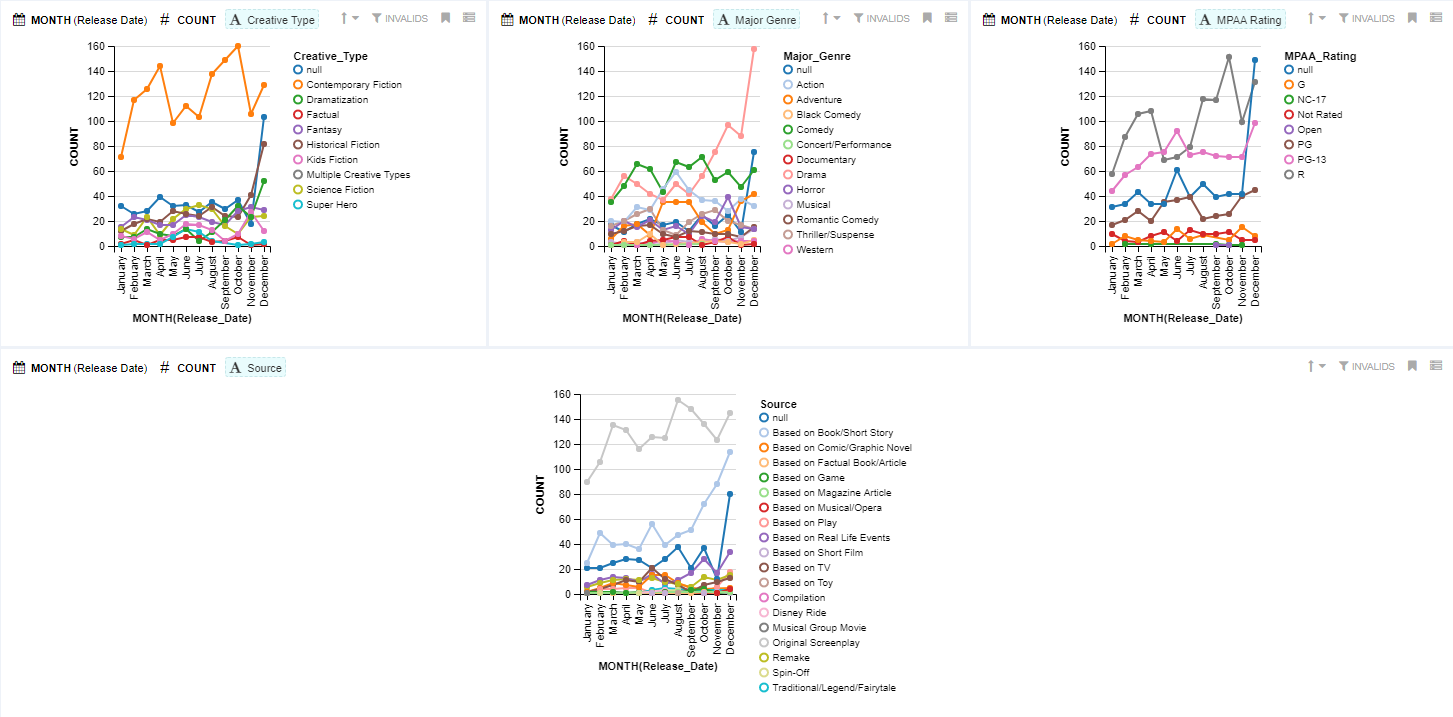 MONTH (Release Date) # COUNT A Creative Type INVALIDS
160
140
120
100
80
60
40
20
0
COUNT
January
February
March
April
May
June
July
August
September
October
November
December
MONTH(Release_Date)
Creative_Type
null
Contemporary Fiction
Dramatization
Factual
Fantasy
Historical Fiction
Kids Fiction
Multiple Creative Types
Science Fiction
Super Hero
MONTH (Release Date) # COUNT A Major Genre INVALIDS
160
140
120
100
80
60
40
20
0
COUNT
January
February
March
April
May
June
July
August
September
October
November
December
MONTH(Release_Date)
Major_Genre
null
Action
Adventure
Black Comedy
Comedy
Concert/Performance
Documentary
Drama
Horror
Musical
Romantic Comedy
Thriller/Suspense
Western
MONTH (Release Date) # COUNT A MPAA Rating INVALIDS
160
140
120
100
80
60
40
20
0
COUNT
January
February
March
April
May
June
July
August
September
October
November
December
MONTH(Release_Date)
MPAA_Rating
null
G
NC-17
Not Rated
Open
PG
PG-13
R
MONTH (Release Date) # COUNT A Source INVALIDS
160
140
120
100
80
60
40
20
0
COUNT
January
February
March
April
May
June
July
August
September
October
November
December
MONTH(Release_Date)
Source
null
Based on Book/Short Story
Based on Comic/Graphic Novel
Based on Factual Book/Article
Based on Game
Based on Magazine Article
Based on Musical/Opera
Based on Play
Based on Real Life Events
Based on Short Film
Based on TV
Based on Toy
Compilation
Disney Ride
Musical Group Movie
Original Screenplay
Remake
Spin-Off
Traditional/Legend/Fairytale